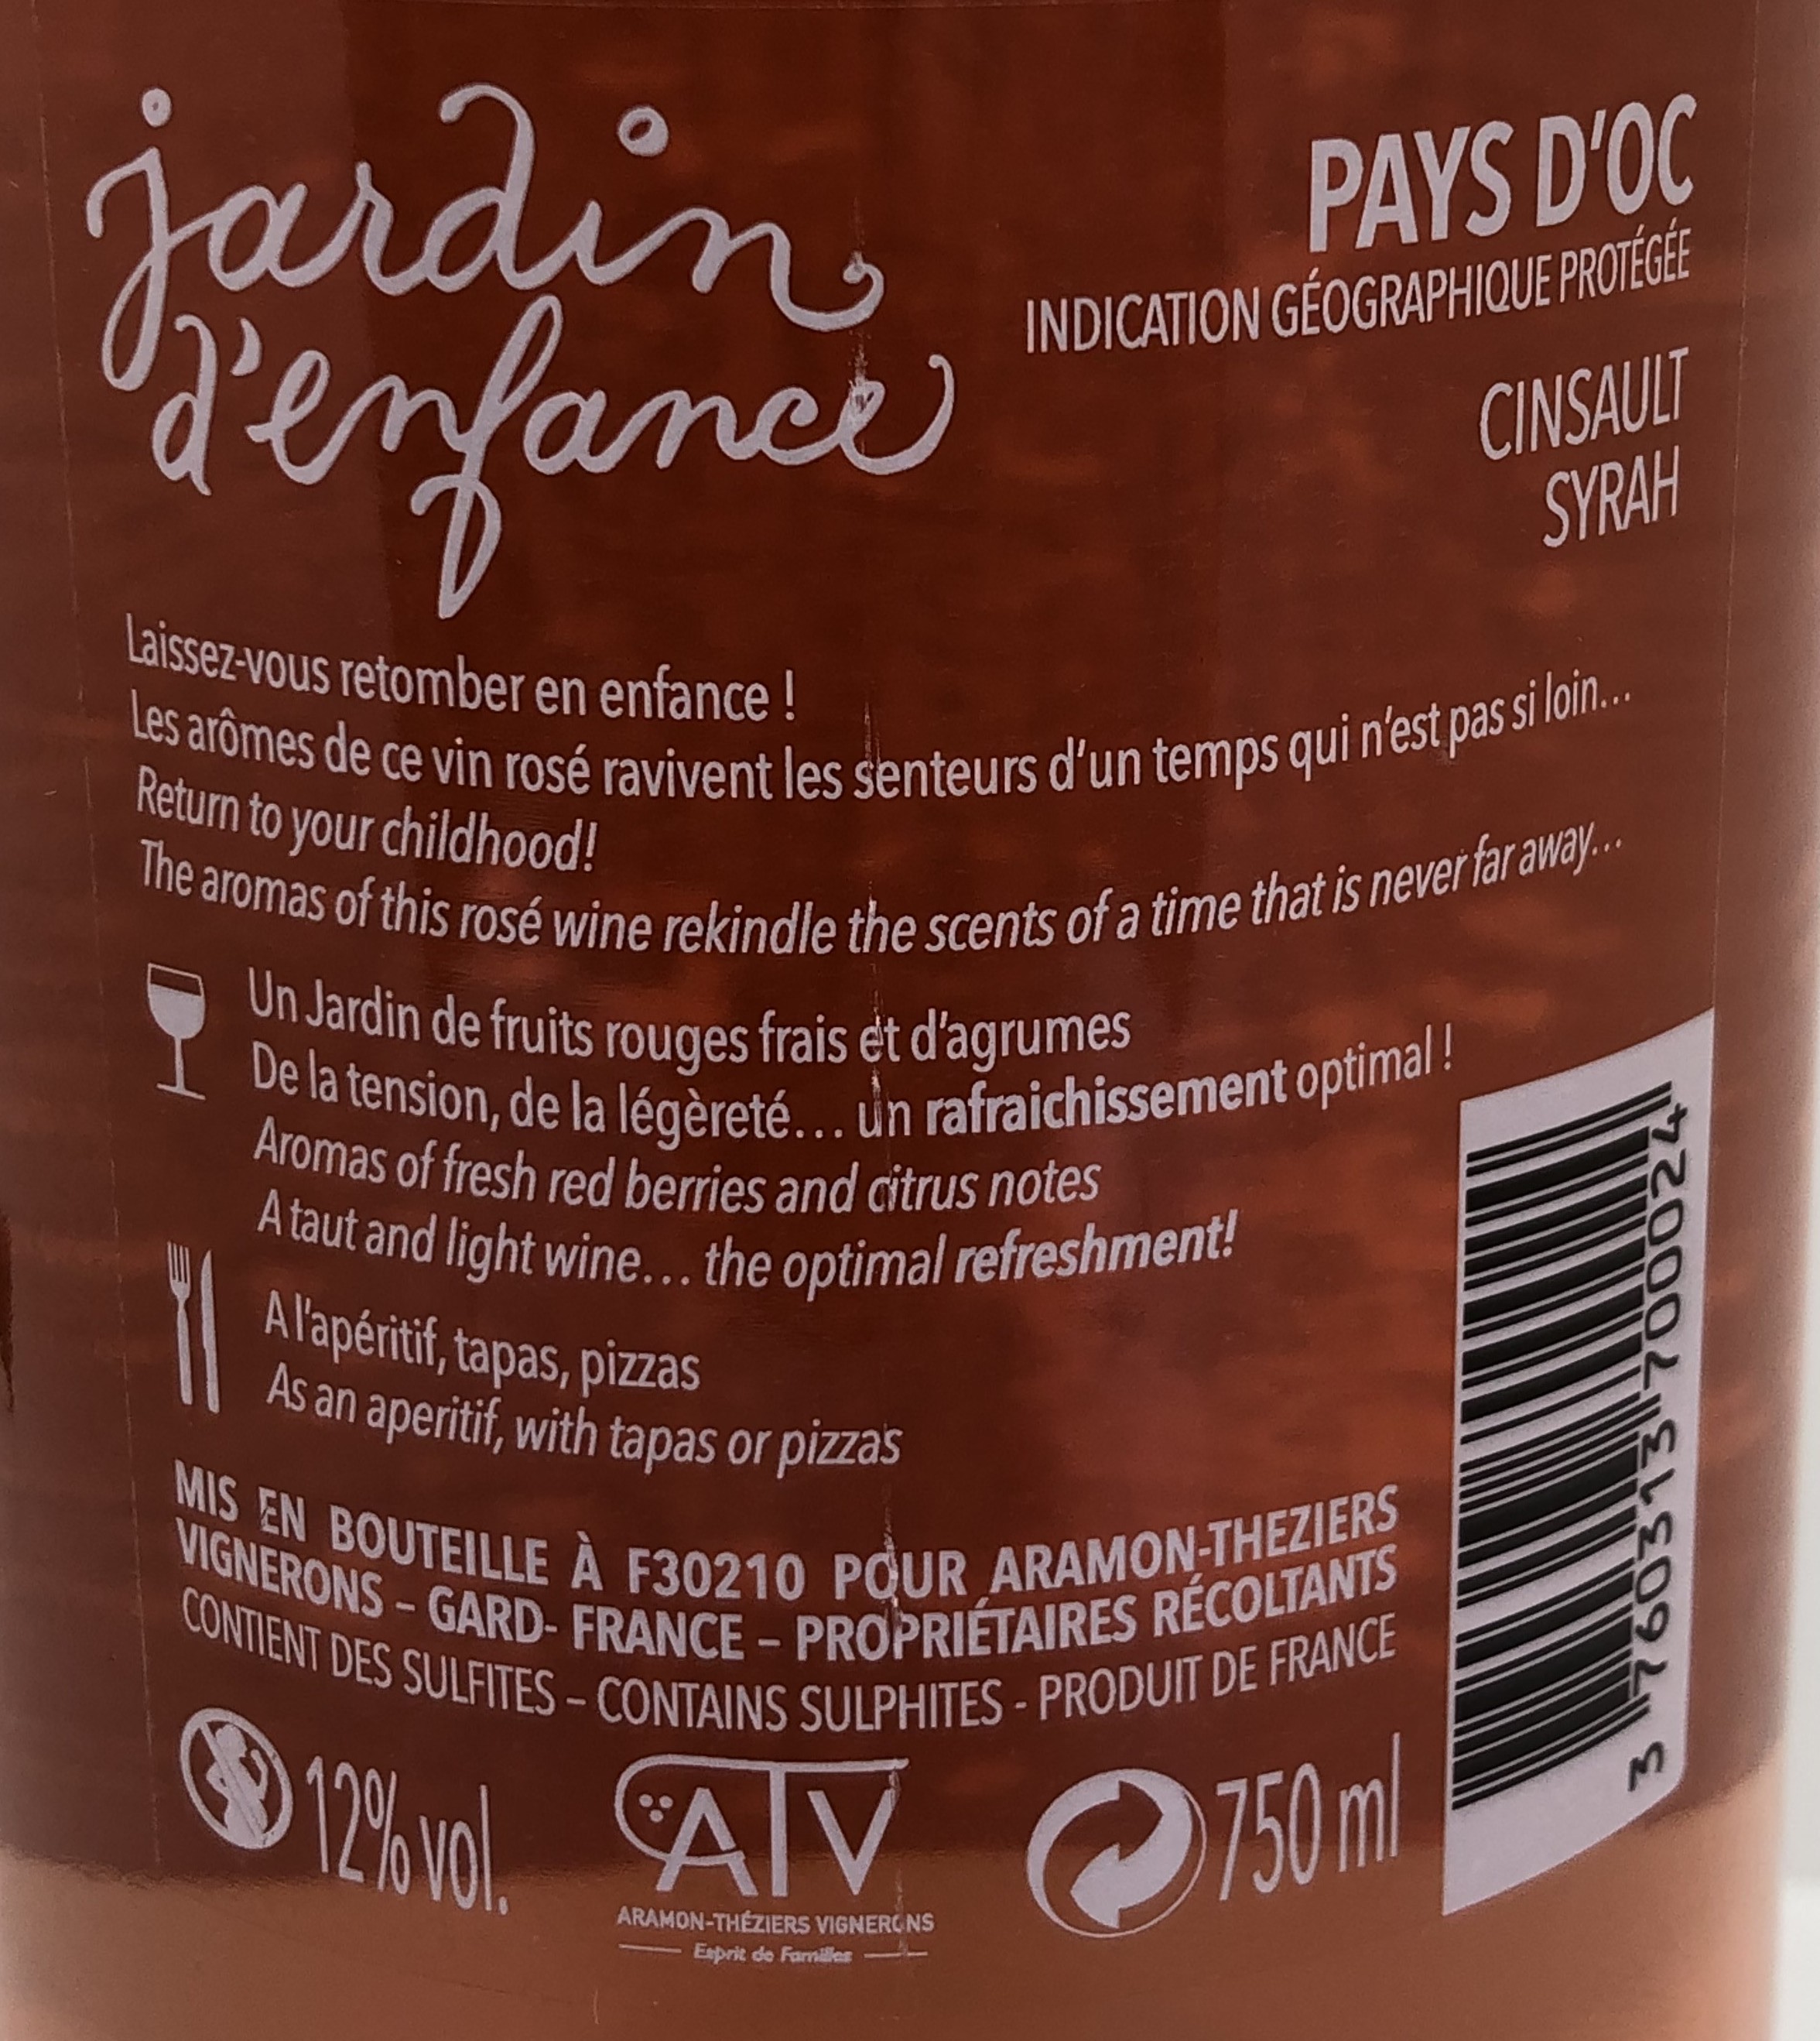 jardin
d'enfance
PAYS D'OC
INDICATION GÉOGRAPHIQUE PROTÉGÉE
CINSAULT
SYRAH
Laissez-vous retomber en enfance !
Les arômes de ce vin rosé ravivent les senteurs d'un temps qui n'est pas si loin...
Return to your childhood!
The aromas of this rosé wine rekindle the scents of a time that is never far away...
Un Jardin de fruits rouges frais et d'agrumes
De la tension, de la légèreté... un rafraichissement optimal !
Aromas of fresh red berries and citrus notes
A taut and light wine... the optimal refreshment!
A l'apéritif, tapas, pizzas
As an aperitif, with tapas or pizzas
MIS EN BOUTEILLE À F30210 POUR ARAMON-THEZIERS
VIGNERONS – GARD- FRANCE – PROPRIÉTAIRES RÉCOLTANTS
CONTIENT DES SULFITES – CONTAINS SULPHITES - PRODUIT DE FRANCE
12% vol.
ATV
ARAMON-THÉZIERS VIGNERONS
Esprit de Familles
750 ml
3 760313 700024